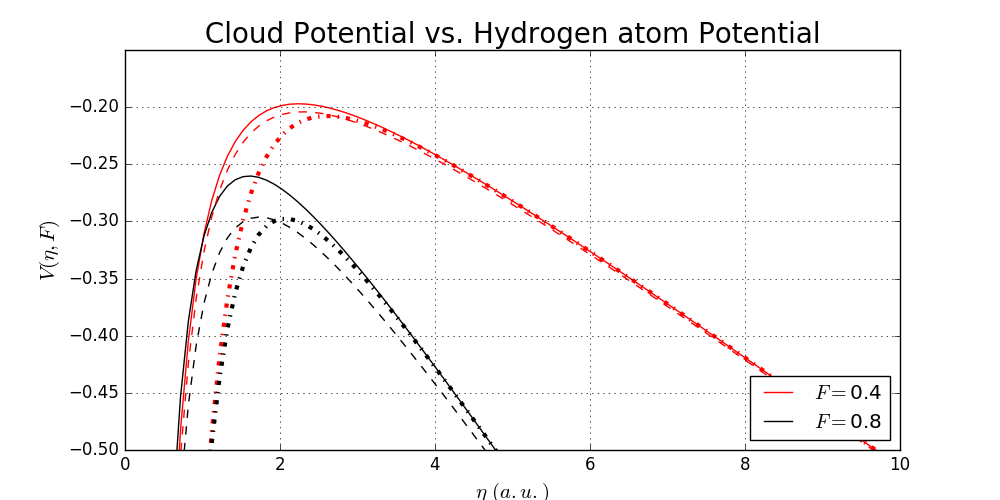 Cloud Potential vs. Hydrogen atom Potential
−0.20
−0.25
−0.30
−0.35
−0.40
−0.45
−0.50
V(η, F)
0 2 4 6 8 10
η (a. u. )
F = 0.4
F = 0.8